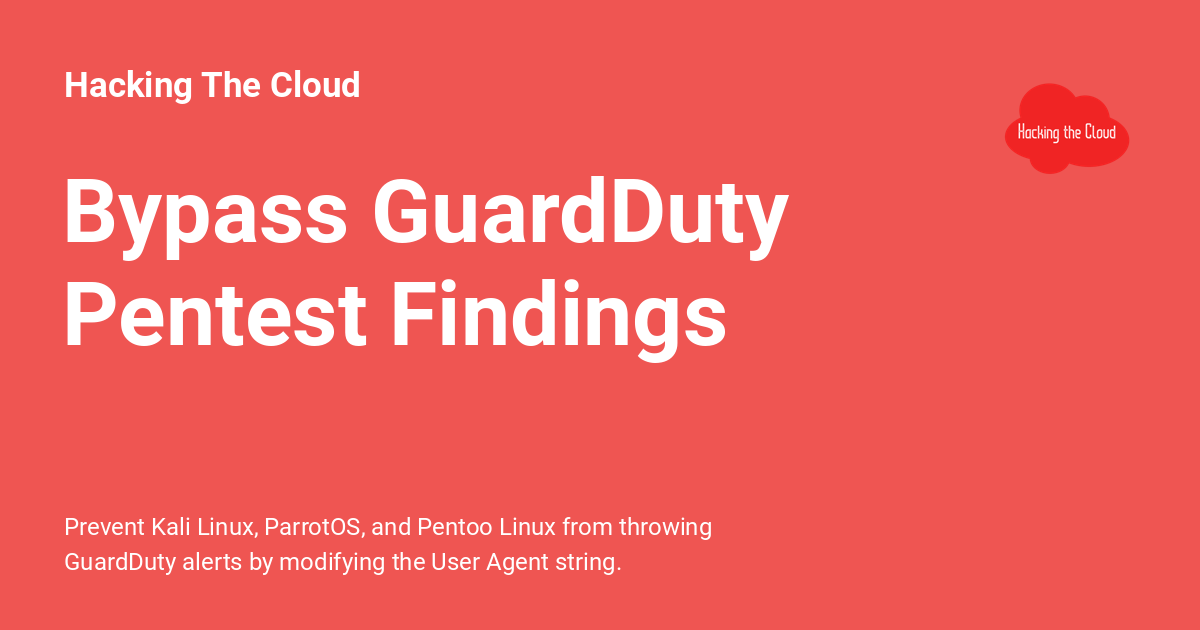 Hacking The Cloud
Hacking the Cloud
Bypass GuardDuty
Pentest Findings
Prevent Kali Linux, ParrotOS, and Pentoo Linux from throwing
GuardDuty alerts by modifying the User Agent string.